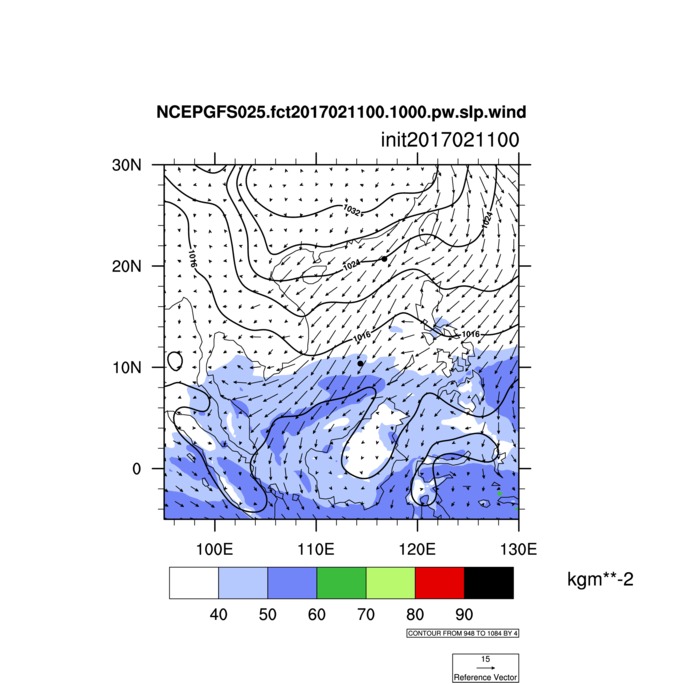 NCEPGFS025.fct2017021100.1000.pw.slp.wind
init2017021100
30N
1032
1024
1016
1024
20N
1016
1016
10N
0
100E 110E 120E 130E
kgm**-2
40 50 60 70 80 90
CONTOUR FROM 948 TO 1084 BY 4
15
Reference Vector